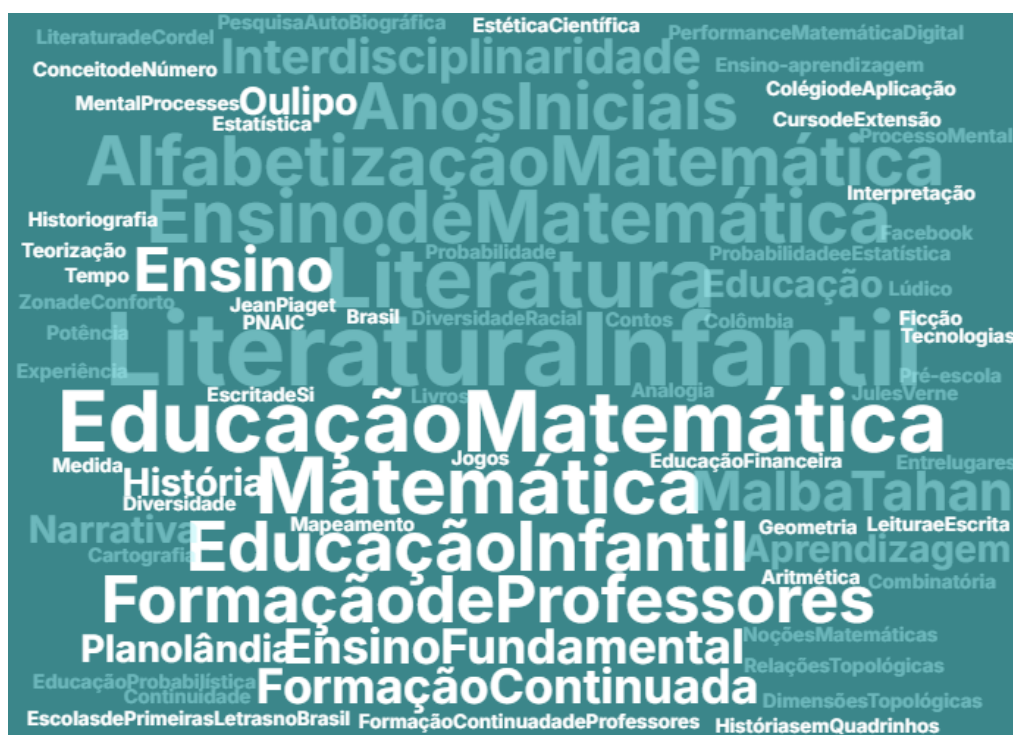 PesquisaAutoBiográfica
EstéticaCientífica
LiteraturadeCordel
PerformanceMatemáticaDigital
Interdisciplinaridade
ConceitodeNúmero
Ensino-aprendizagem
MentalProcesses
Oulipo
AnosIniciais
ColégiodeAplicação
Estatística
CursodeExtensão
ProcessoMental
AlfabetizaçãoMatemática
Interpretação
Historiografia
EnsinodeMatemática
Facebook
Teorização
Probabilidade
ProbabilidadeeEstatística
Tempo
Ensino
Literatura
Educação
Lúdico
ZonadeConforto
JeanPiaget
PNAIC
Brasil
DiversidadeRacial
Contos
Colômbia
Ficção
Potência
Tecnologias
LiteraturaInfantil
Experiência
Pré-escola
EscritadeSi
Livros
Analogia
JulesVerne
EducaçãoMatemática
Medida
Jogos
EducaçãoFinanceira
Entrelugares
História
Matemática
MalbaTahan
Diversidade
Narrativa
Mapeamento
Geometria
LeituraeEscrita
Cartografia
EducaçãoInfantil
Aprendizagem
Aritmética
Combinatória
FormaçãodeProfessores
NoçõesMatemáticas
Planolândia
EnsinoFundamental
RelaçõesTopológicas
EducaçãoProbabilística
Continuidade
FormaçãoContinuada
DimensõesTopológicas
EscolasdePrimeirasLetrasnoBrasil
FormaçãoContinuadadeProfessores
HistóriasemQuadrinhos